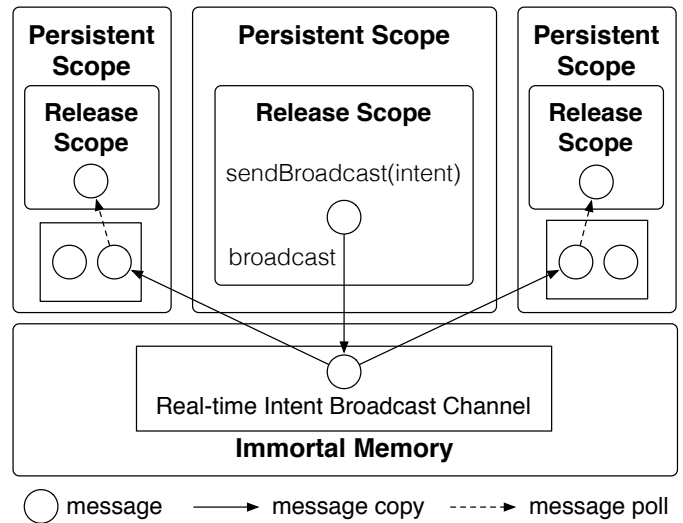 Persistent
Scope
Release
Scope
Persistent Scope
Release Scope
sendBroadcast(intent)
broadcast
Persistent
Scope
Release
Scope
Real-time Intent Broadcast Channel
Immortal Memory
message
message copy
message poll